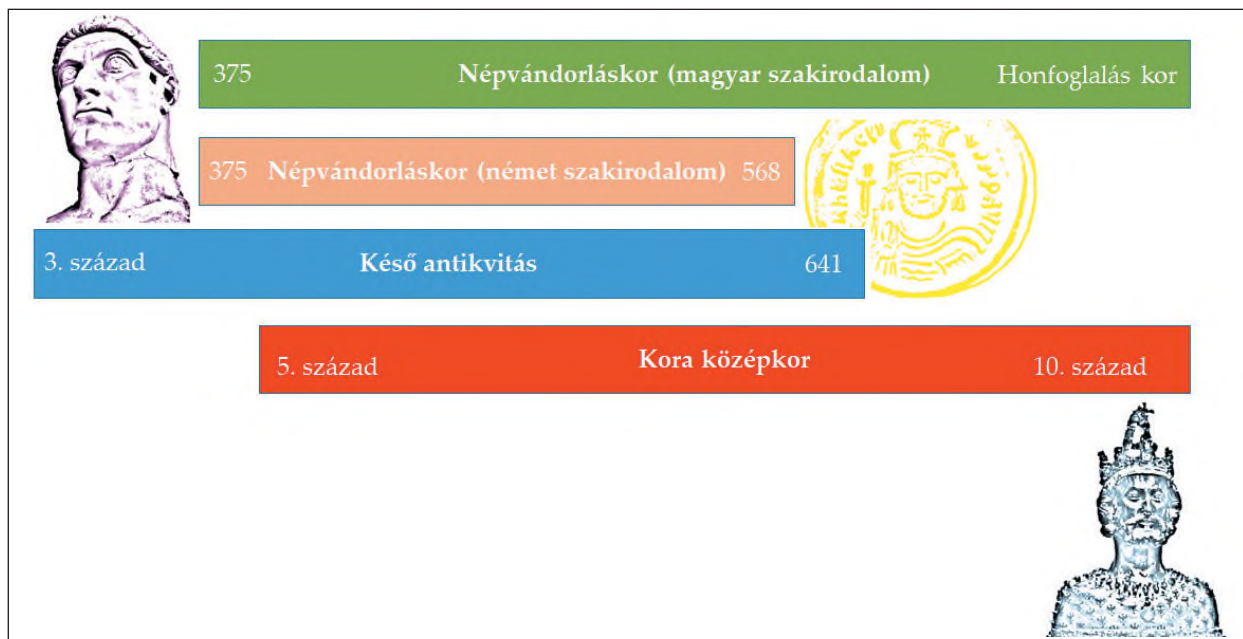 375 Népvándorláskor (magyar szakirodalom) Honfoglalás kor
375 Népvándorláskor (német szakirodalom) 568
3. század Késő antikvitás 641
5. század Kora középkor 10. század